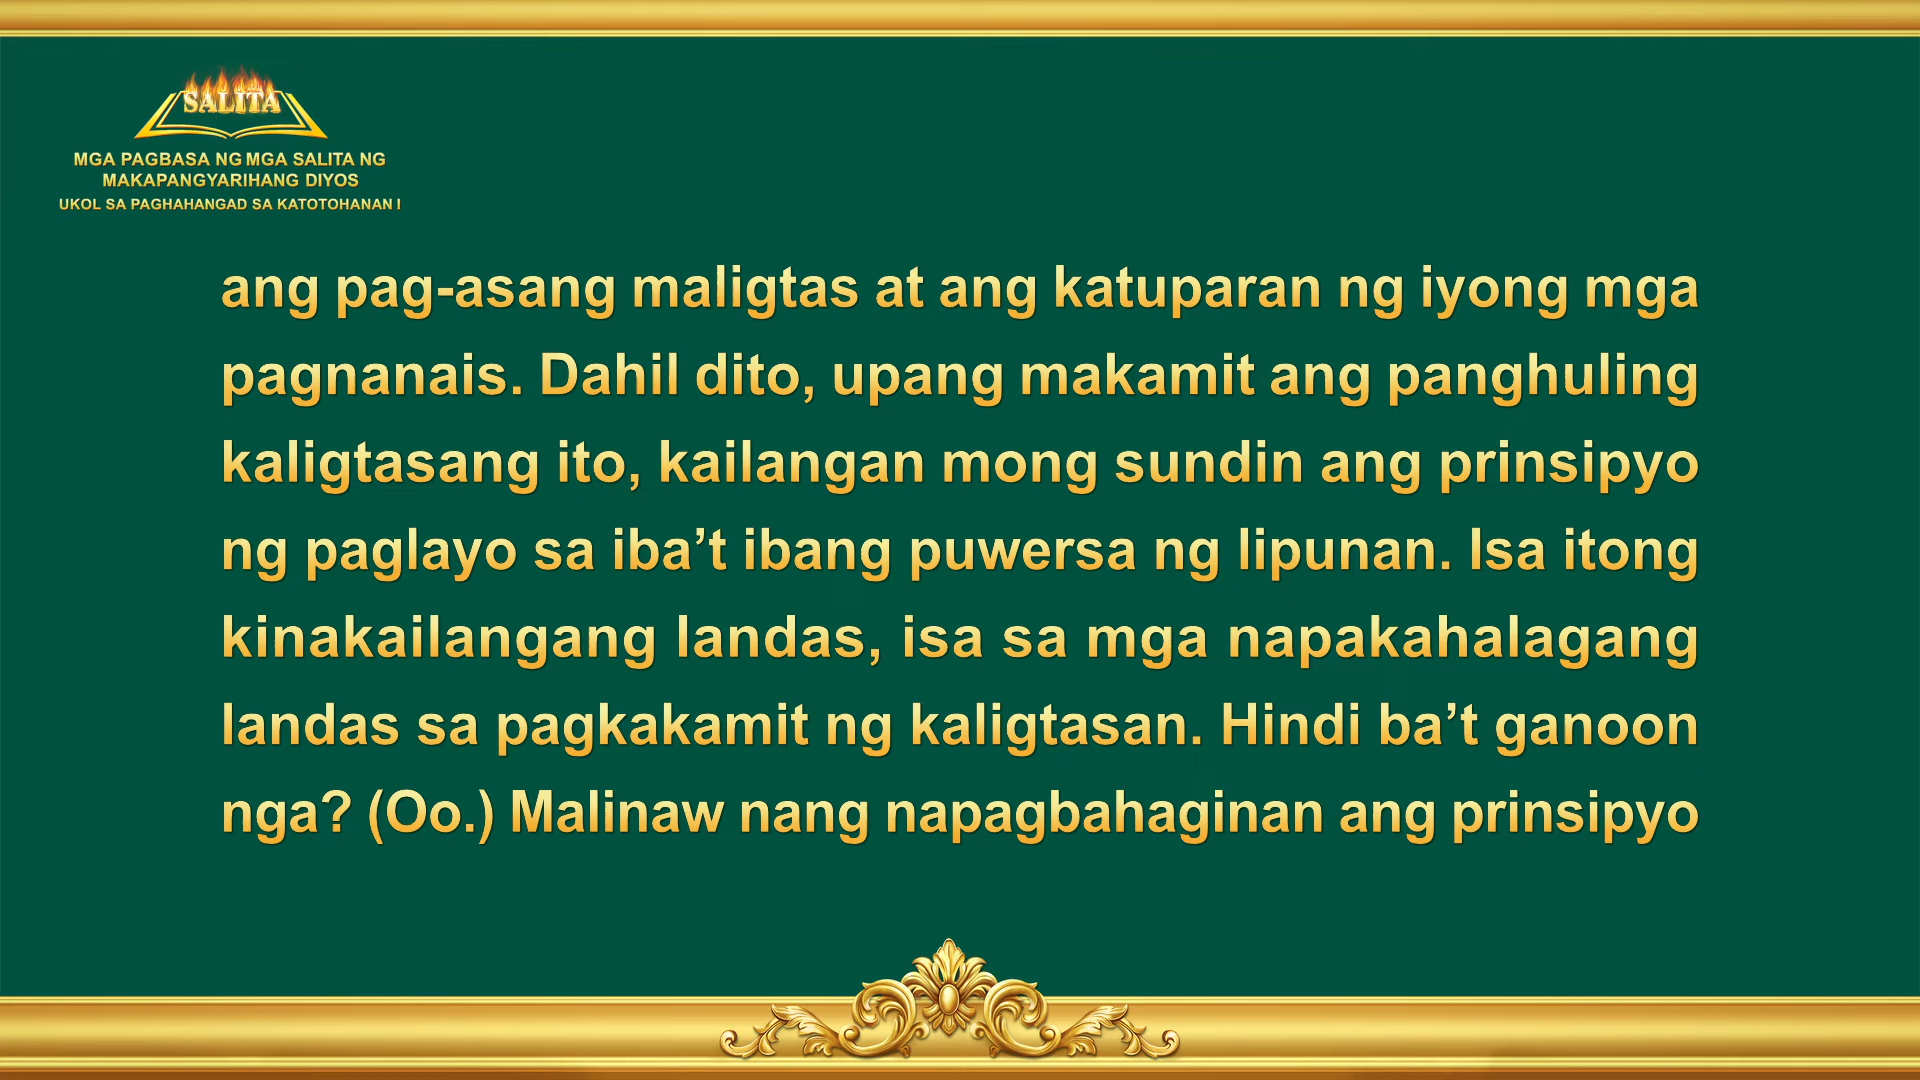 SALITA
MGA PAGBASA NG MGA SALITA NG
MAKAPANGYARIHANG DIYOS
UKOL SA PAGHAHANGAD SA KATOTOHANAN I
ang pag-asang maligtas at ang katuparan ng iyong mga
pagnanais. Dahil dito, upang makamit ang panghuling
kaligtasang ito, kailangan mong sundin ang prinsipyo
ng paglayo sa iba’t ibang puwersa ng lipunan. Isa itong
kinakailangang landas, isa sa mga napakahalagang
landas sa pagkakamit ng kaligtasan. Hindi ba’t ganoon
nga? (Oo.) Malinaw nang napagbahaginan ang prinsipyo